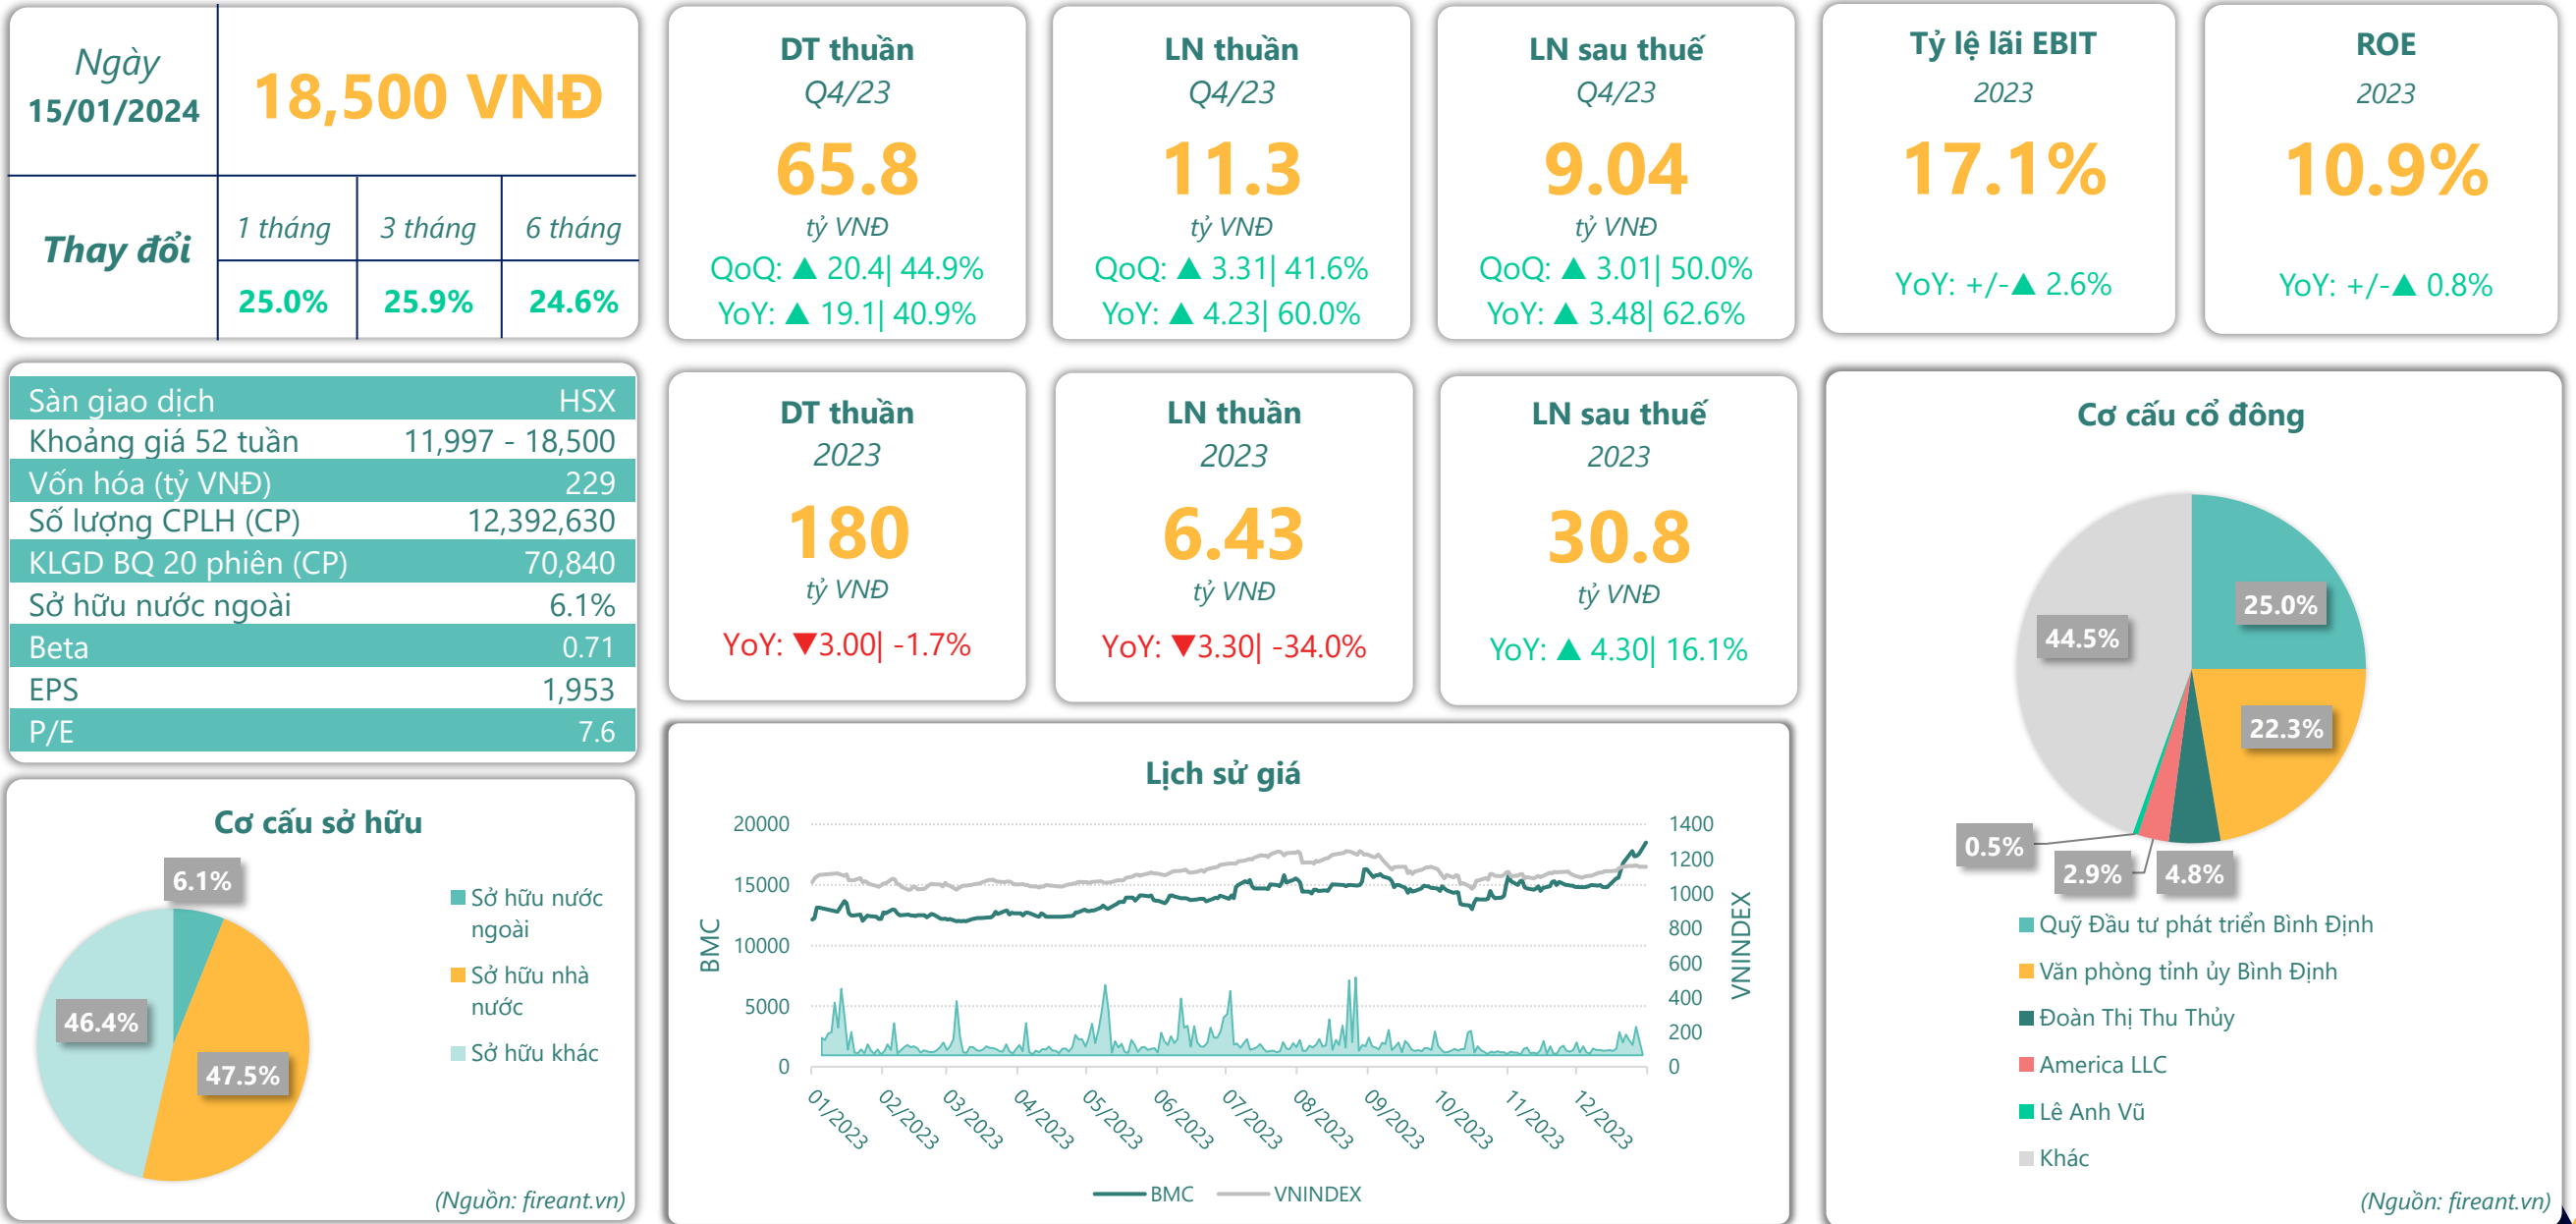 Ngày
15/01/2024
18,500 VNĐ
Thay đổi
1 tháng
3 tháng
6 tháng
25.0%
25.9%
24.6%
DT thuần
Q4/23
65.8
tỷ VNĐ
QoQ: ▲ 20.4| 44.9%
YoY: ▲ 19.1| 40.9%
LN thuần
Q4/23
11.3
tỷ VNĐ
QoQ: ▲ 3.31| 41.6%
YoY: ▲ 4.23| 60.0%
LN sau thuế
Q4/23
9.04
tỷ VNĐ
QoQ: ▲ 3.01| 50.0%
YoY: ▲ 3.48| 62.6%
Tỷ lệ lãi EBIT
2023
17.1%
YoY: +/-▲ 2.6%
ROE
2023
10.9%
YoY: +/-▲ 0.8%
Sàn giao dịch HSX
Khoảng giá 52 tuần 11,997 - 18,500
Vốn hóa (tỷ VNĐ) 229
Số lượng CPLH (CP) 12,392,630
KLGD BQ 20 phiên (CP) 70,840
Sở hữu nước ngoài 6.1%
Beta 0.71
EPS 1,953
P/E 7.6
DT thuần
2023
180
tỷ VNĐ
YoY: ▼3.00| -1.7%
LN thuần
2023
6.43
tỷ VNĐ
YoY: ▼3.30| -34.0%
LN sau thuế
2023
30.8
tỷ VNĐ
YoY: ▲ 4.30| 16.1%
Cơ cấu sở hữu
6.1%
46.4%
47.5%
Sở hữu nước
ngoài
Sở hữu nhà
nước
Sở hữu khác
(Nguồn: fireant.vn)
Lịch sử giá
BMC
20000
15000
10000
5000
0
1400
1200
1000
800
600
400
200
0
VNINDEX
01/2023
02/2023
03/2023
04/2023
05/2023
06/2023
07/2023
08/2023
09/2023
10/2023
11/2023
12/2023
BMC
VNINDEX
Cơ cấu cổ đông
25.0%
44.5%
22.3%
0.5%
2.9%
4.8%
Quỹ Đầu tư phát triển Bình Định
Văn phòng tỉnh ủy Bình Định
Đoàn Thị Thu Thủy
America LLC
Lê Anh Vũ
Khác
(Nguồn: fireant.vn)